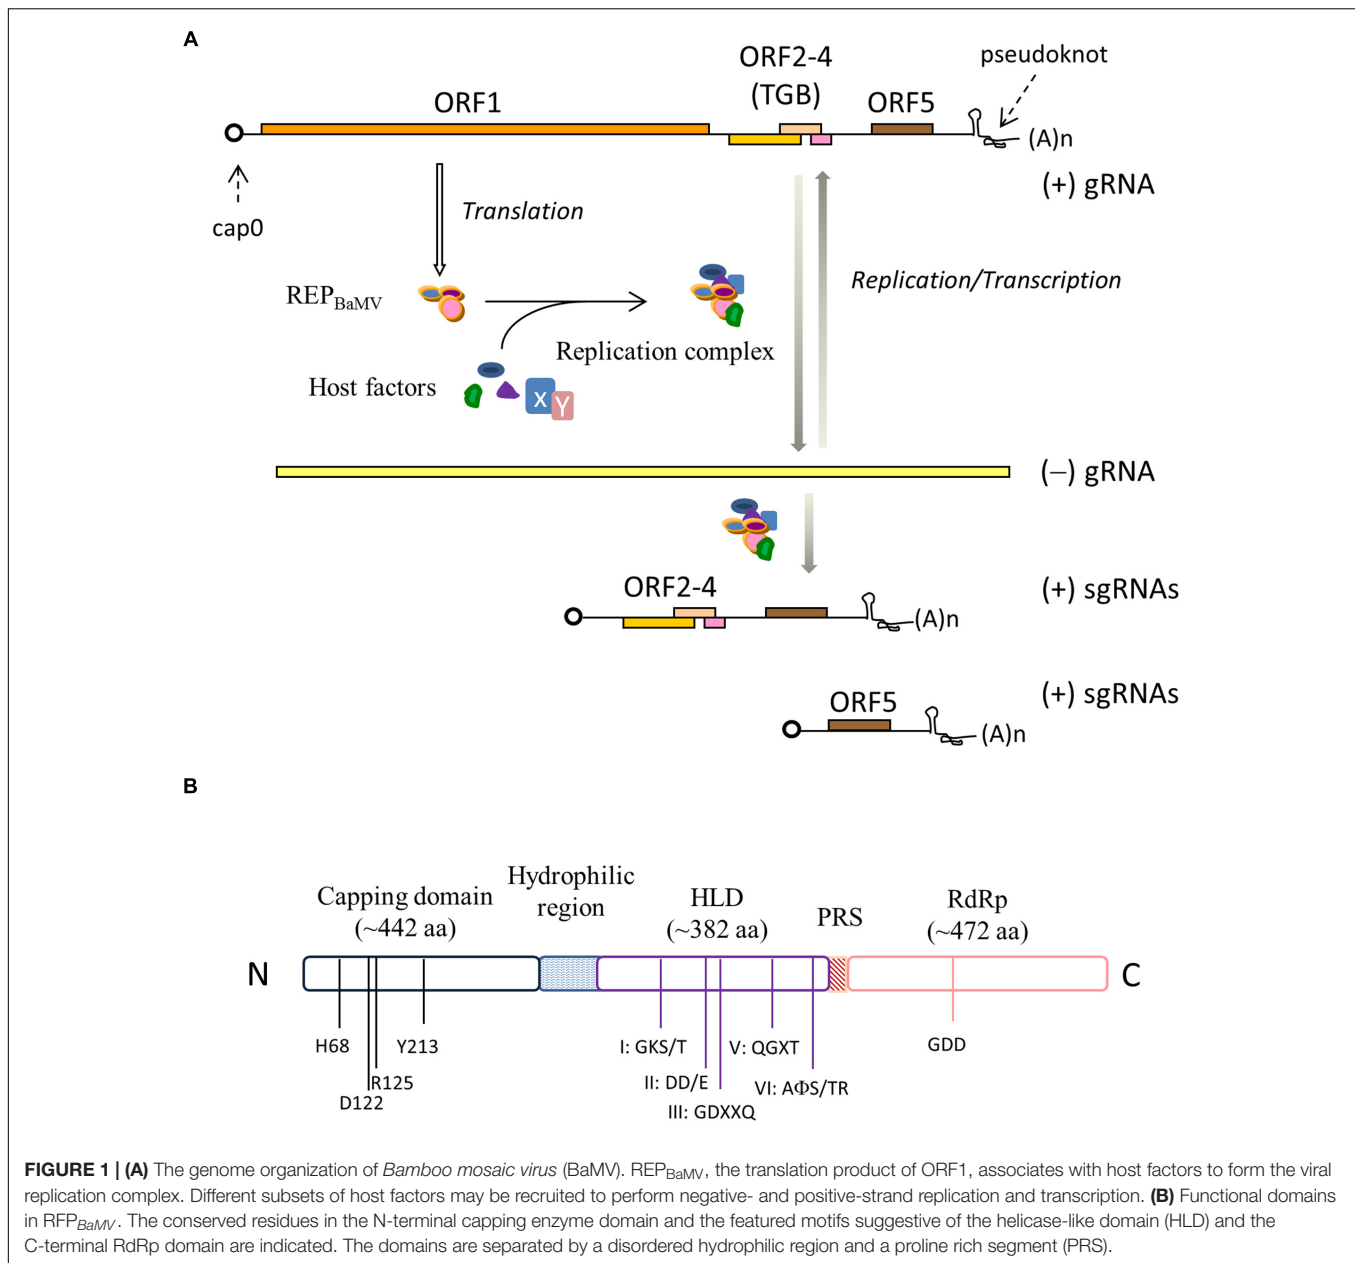 A
ORF2-4
(TGB)
pseudoknot
ORF1
ORF5
(A)n
(+) gRNA
cap0
Translation
Replication/Transcription
REP_BaMV
Replication complex
Host factors
X
Y
(–) gRNA
ORF2-4
(+) sgRNAs
(A)n
(+) sgRNAs
ORF5
(A)n
B
Capping domain
(~442 aa)
Hydrophilic
region
HLD
(~382 aa)
PRS
RdRp
(~472 aa)
N
C
H68
D122
R125
Y213
I: GKS/T
II: DD/E
III: GDXXQ
V: QGXT
VI: AΦS/TR
GDD
FIGURE 1 | (A) The genome organization of Bamboo mosaic virus (BaMV). REP_BaMV, the translation product of ORF1, associates with host factors to form the viral
replication complex. Different subsets of host factors may be recruited to perform negative- and positive-strand replication and transcription. (B) Functional domains
in RFP_BaMV. The conserved residues in the N-terminal capping enzyme domain and the featured motifs suggestive of the helicase-like domain (HLD) and the
C-terminal RdRp domain are indicated. The domains are separated by a disordered hydrophilic region and a proline rich segment (PRS).